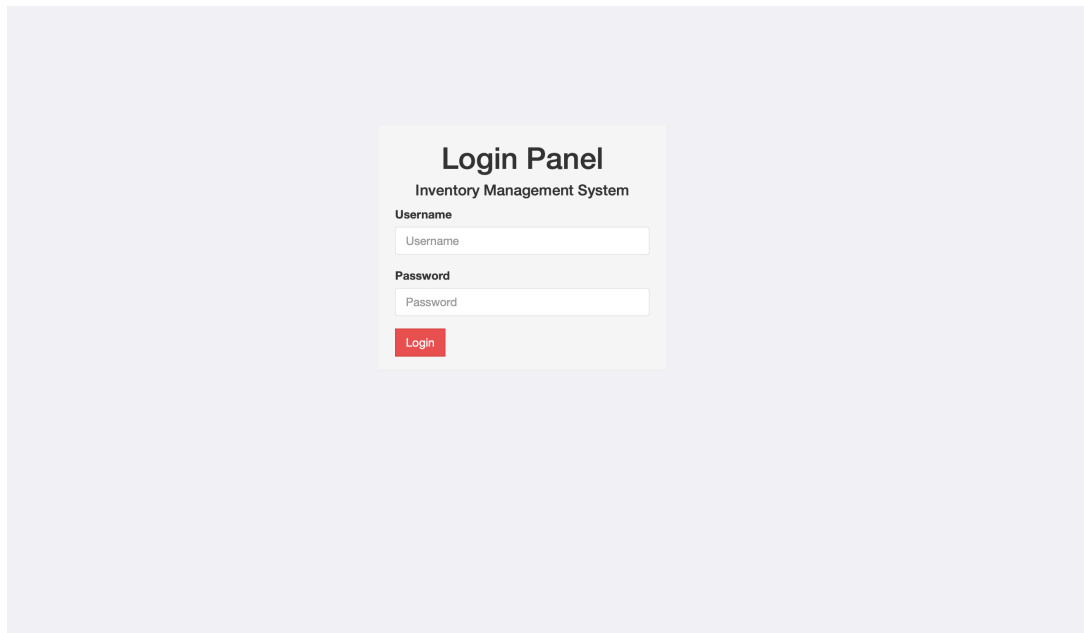 Login Panel
Inventory Management System
Username
Username
Password
Password
Login